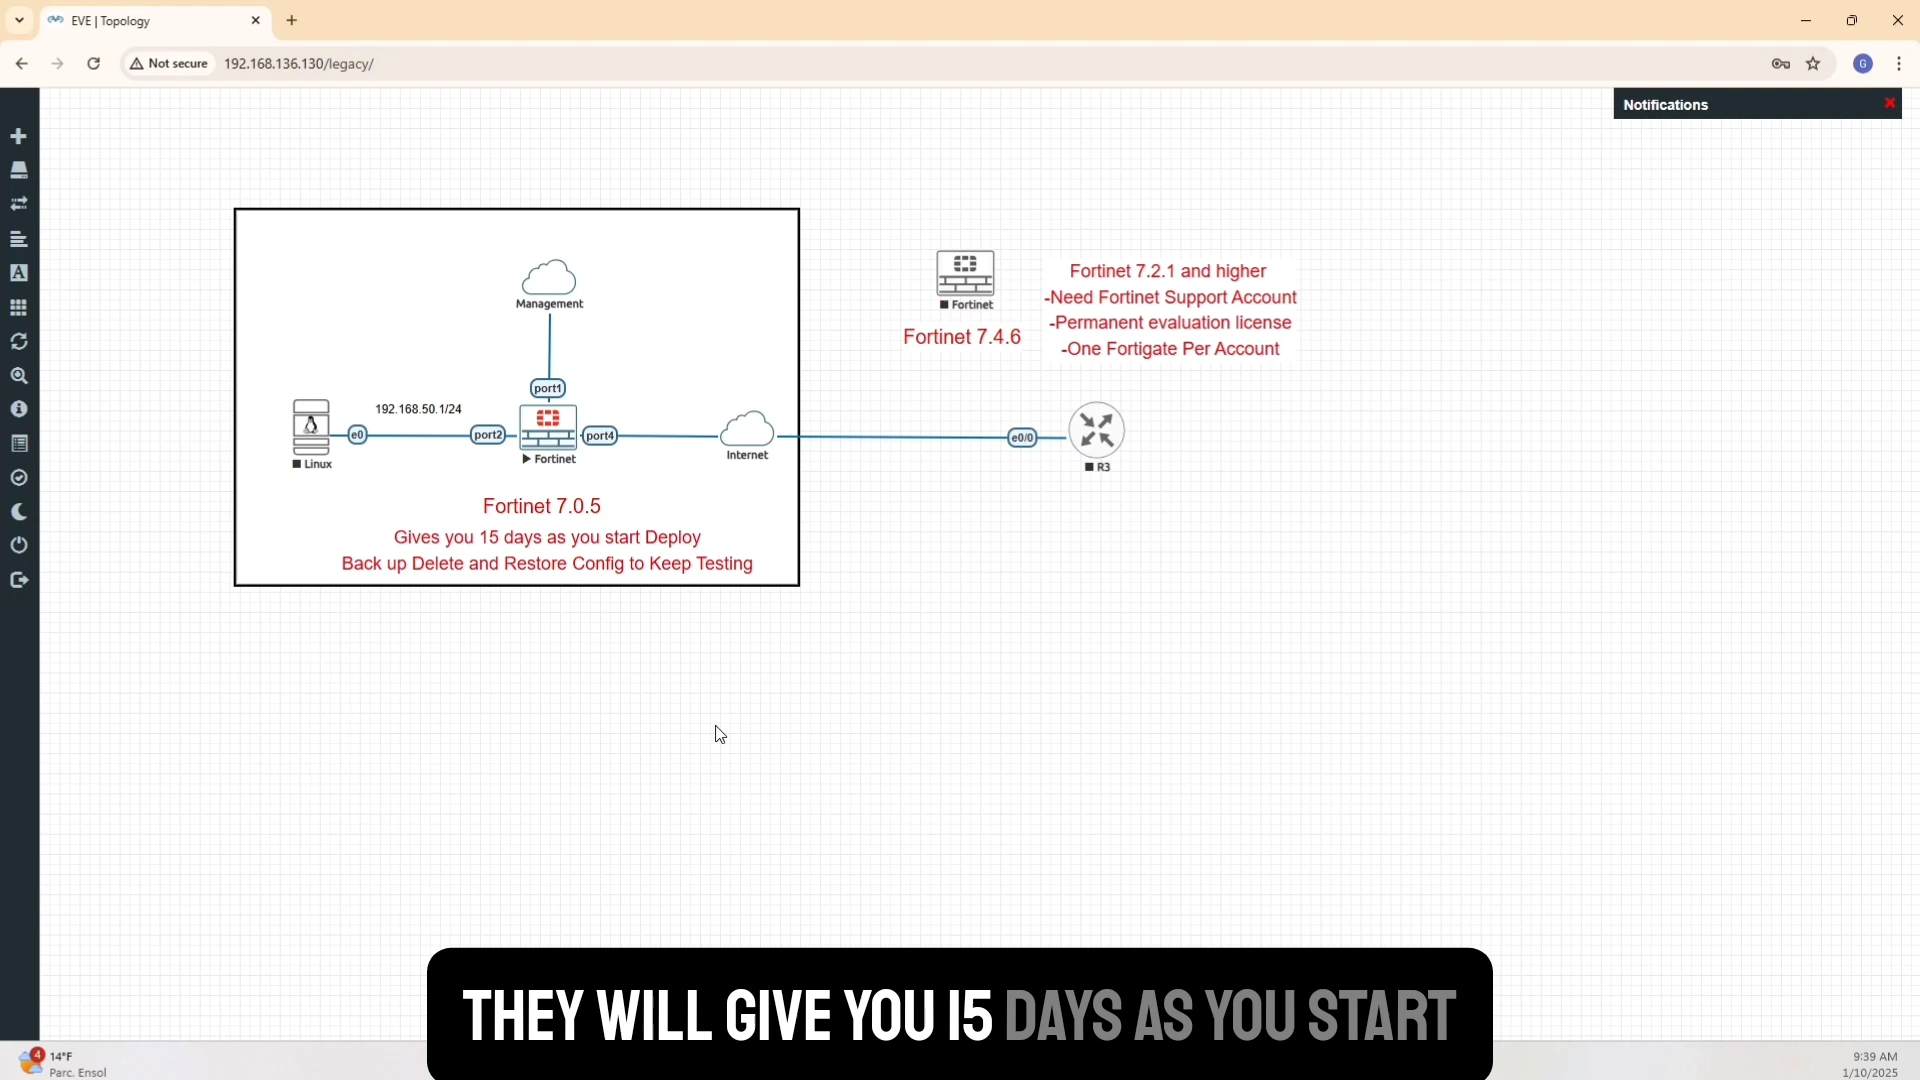 EVE | Topology
Not secure
192.168.136.130/legacy/
G
Notifications
A
Management
port1
192.168.50.1/24
e0
port2
port4
Linux
Fortinet
Internet
Fortinet 7.0.5
Gives you 15 days as you start Deploy
Back up Delete and Restore Config to Keep Testing
Fortinet
Fortinet 7.4.6
Fortinet 7.2.1 and higher
-Need Fortinet Support Account
-Permanent evaluation license
-One Fortigate Per Account
e0/0
R3
THEY WILL GIVE YOU 15 DAYS AS YOU START
4
14°F
Parc. Ensol
9:39 AM
1/10/2025